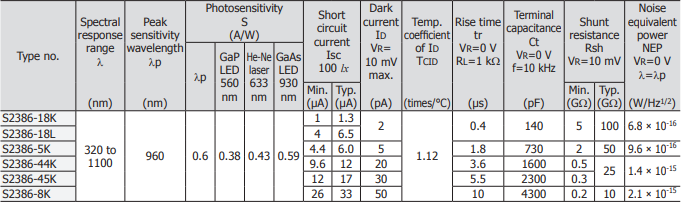 Type no. Spectral response range λ (nm) Peak sensitivity wavelength λp (nm) Photosensitivity S (A/W) Short circuit current Isc 100 lx Dark current ID VR= 10 mV max. (pA) Temp. coefficient of ID TCID (times/°C) Rise time tr VR=0 V RL=1 kΩ (μs) Terminal capacitance Ct VR=0 V f=10 kHz (pF) Shunt resistance Rsh VR=10 mV Noise equivalent power NEP VR=0 V λ=λp (W/Hz1/2)
λp GaP LED 560 nm He-Ne laser 633 nm GaAs LED 930 nm Min. (μA) Typ. (μA) Min. (GΩ) Typ. (GΩ)
S2386-18K 320 to 1100 960 0.6 0.38 0.43 0.59 1 1.3 2 1.12 0.4 140 5 100 6.8 × 10-16
S2386-18L 4 6.5
S2386-5K 4.4 6.0 5 1.8 730 2 50 9.6 × 10-16
S2386-44K 9.6 12 20 3.6 1600 0.5 25 1.4 × 10-15
S2386-45K 12 17 30 5.5 2300 0.3
S2386-8K 26 33 50 10 4300 0.2 10 2.1 × 10-15